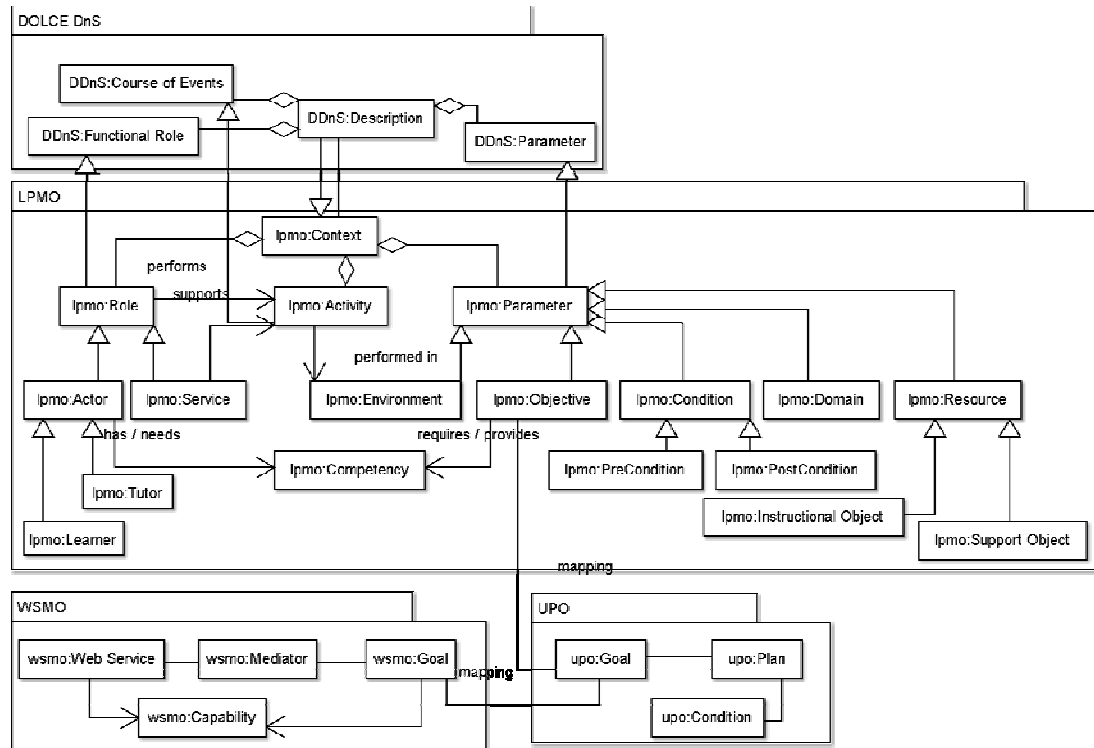 DOLCE DnS
DDnS:Course of Events
DDnS:Description
DDnS:Functional Role
DDnS:Parameter
LPMO
lpmo:Context
performs
supports
lpmo:Role
lpmo:Activity
lpmo:Parameter
performed in
lpmo:Actor
lpmo:Service
lpmo:Environment
lpmo:Objective
lpmo:Condition
lpmo:Domain
lpmo:Resource
has / needs
requires / provides
lpmo:Competency
lpmo:PreCondition
lpmo:PostCondition
lpmo:Tutor
lpmo:Instructional Object
lpmo:Learner
lpmo:Support Object
mapping
WSMO
UPO
wsmo:Web Service
wsmo:Mediator
wsmo:Goal
mapping
upo:Goal
upo:Plan
wsmo:Capability
upo:Condition